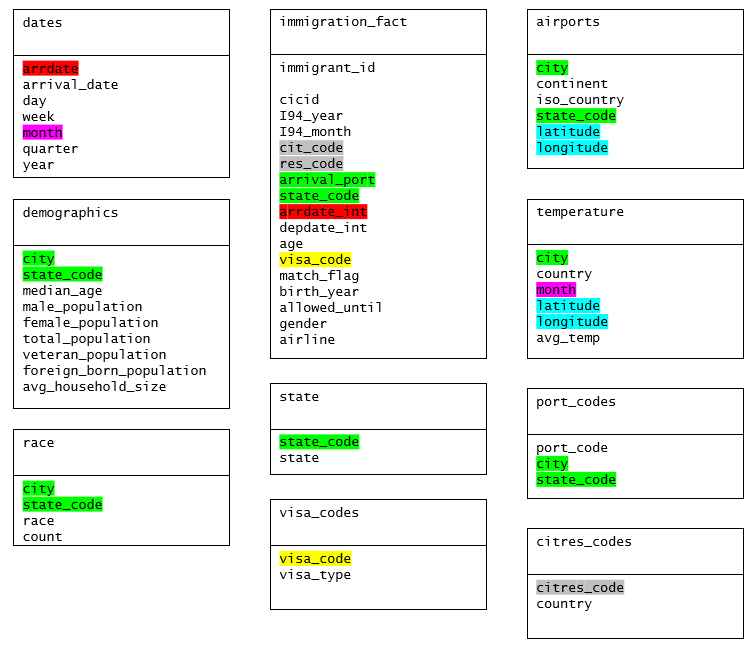 dates
arrdate
arrival_date
day
week
month
quarter
year
demographics
city
state_code
median_age
male_population
female_population
total_population
veteran_population
foreign_born_population
avg_household_size
race
city
state_code
race
count
immigration_fact
immigrant_id
cicid
I94_year
I94_month
cit_code
res_code
arrival_port
state_code
arrdate_int
depdate_int
age
visa_code
match_flag
birth_year
allowed_until
gender
airline
state
state_code
state
visa_codes
visa_code
visa_type
airports
city
continent
iso_country
state_code
latitude
longitude
temperature
city
country
month
latitude
longitude
avg_temp
port_codes
port_code
city
state_code
citres_codes
citres_code
country